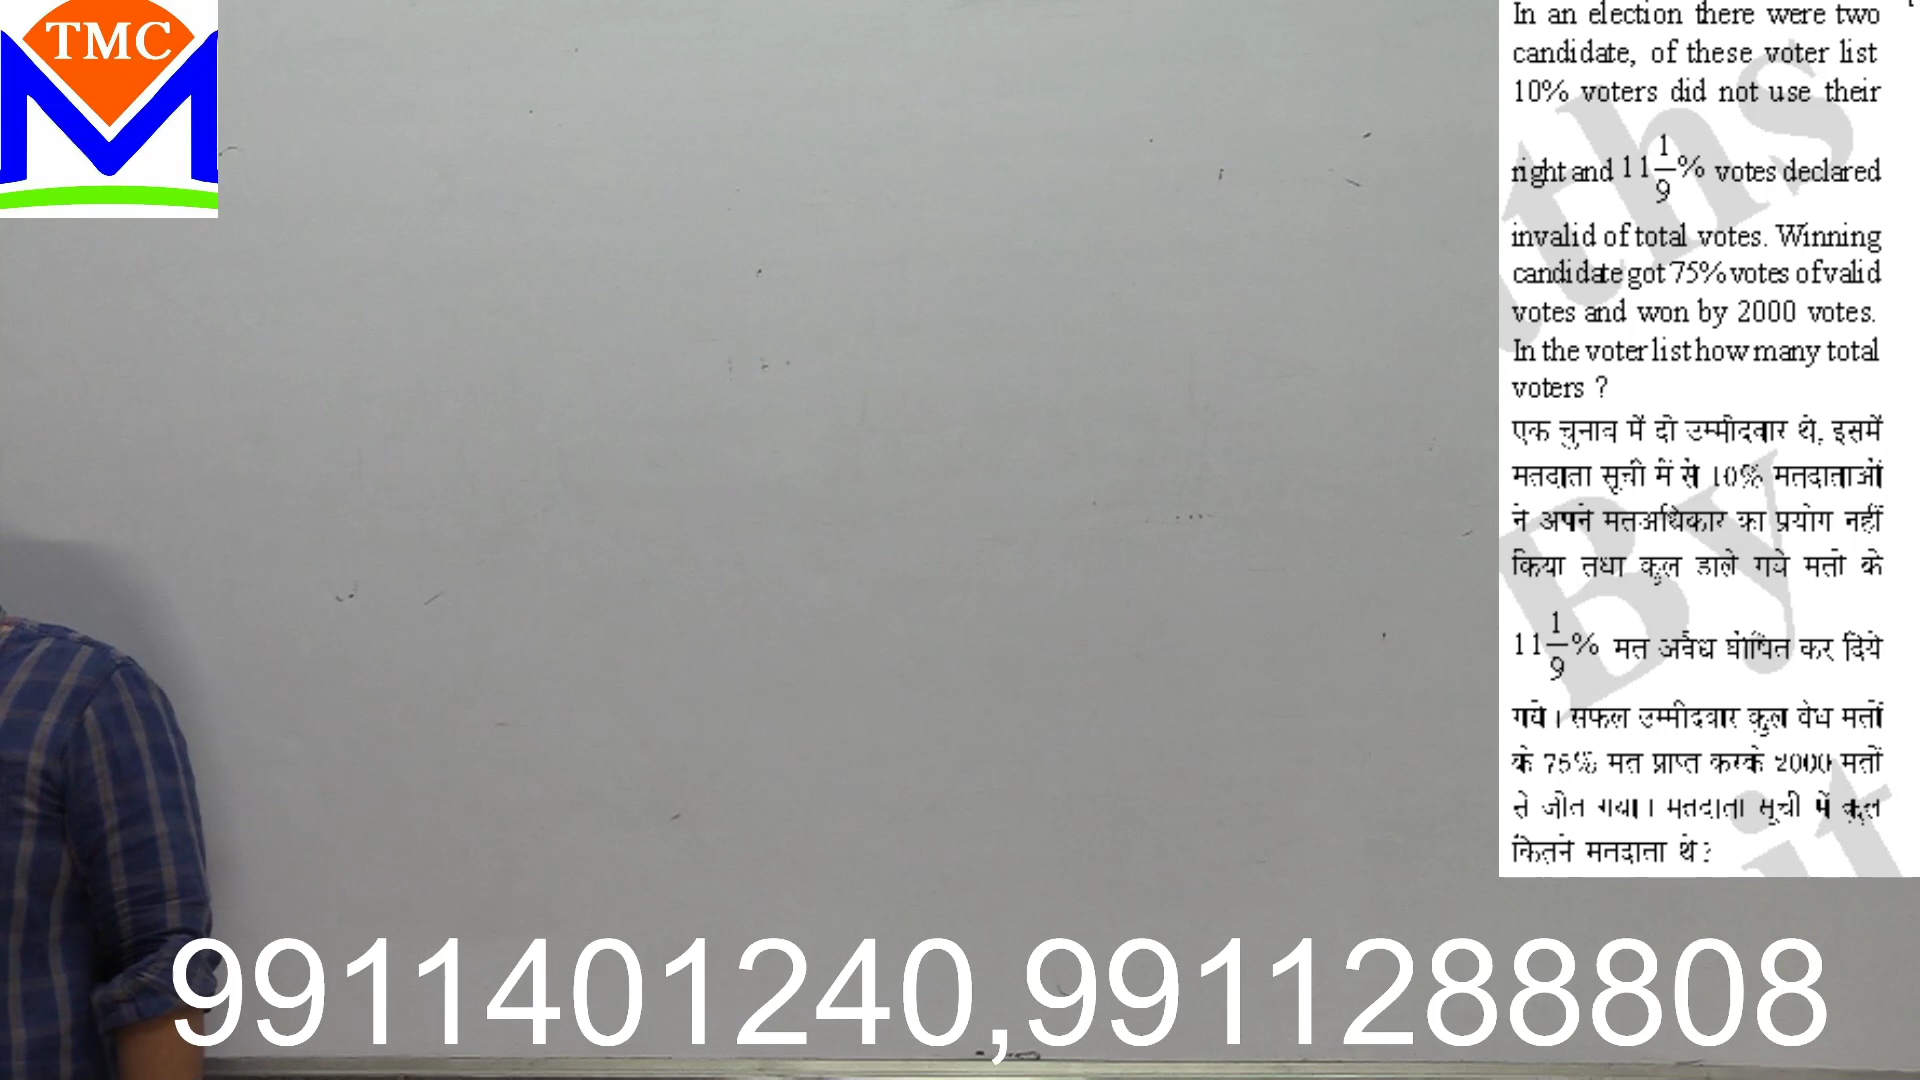 TMC
In an election there were two
candidate, of these voter list
10% voters did not use their
right and 11 1/9 % votes declared
invalid of total votes. Winning
candidate got 75% votes of valid
votes and won by 2000 votes.
In the voter list how many total
voters ?
एक चुनाव में दो उम्मीदवार थे, इसमें
मतदाता सूची में से 10% मतदाताओं
ने अपने मतअधिकार का प्रयोग नहीं
किया तथा कुल डाले गये मतों के
11 1/9 % मत अवैध घोषित कर दिये
गये। सफल उम्मीदवार कुल वैध मतों
के 75% मत प्राप्त करके 2000 मतों
से जीत गया। मतदाता सूची में कुल
कितने मतदाता थे?
aths
By
it
9911401240,9911288808